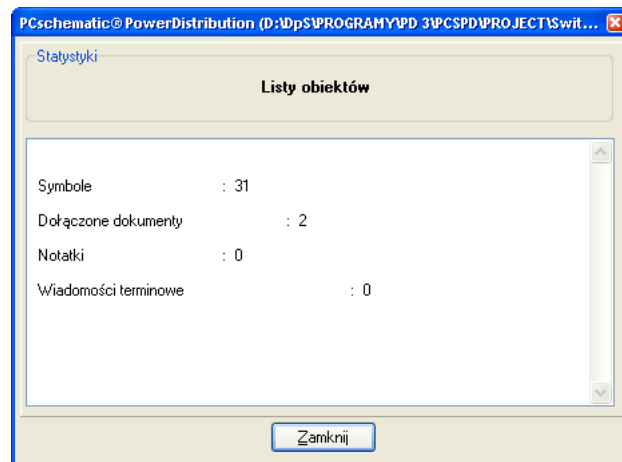 PCschematic® PowerDistribution (D:\DpS\PROGRAMY\PD 3\PCSPD\PROJECT\Swit...
Statystyki
Listy obiektów
Symbole : 31
Dołączone dokumenty : 2
Notatki : 0
Wiadomości terminowe : 0
Zamknij